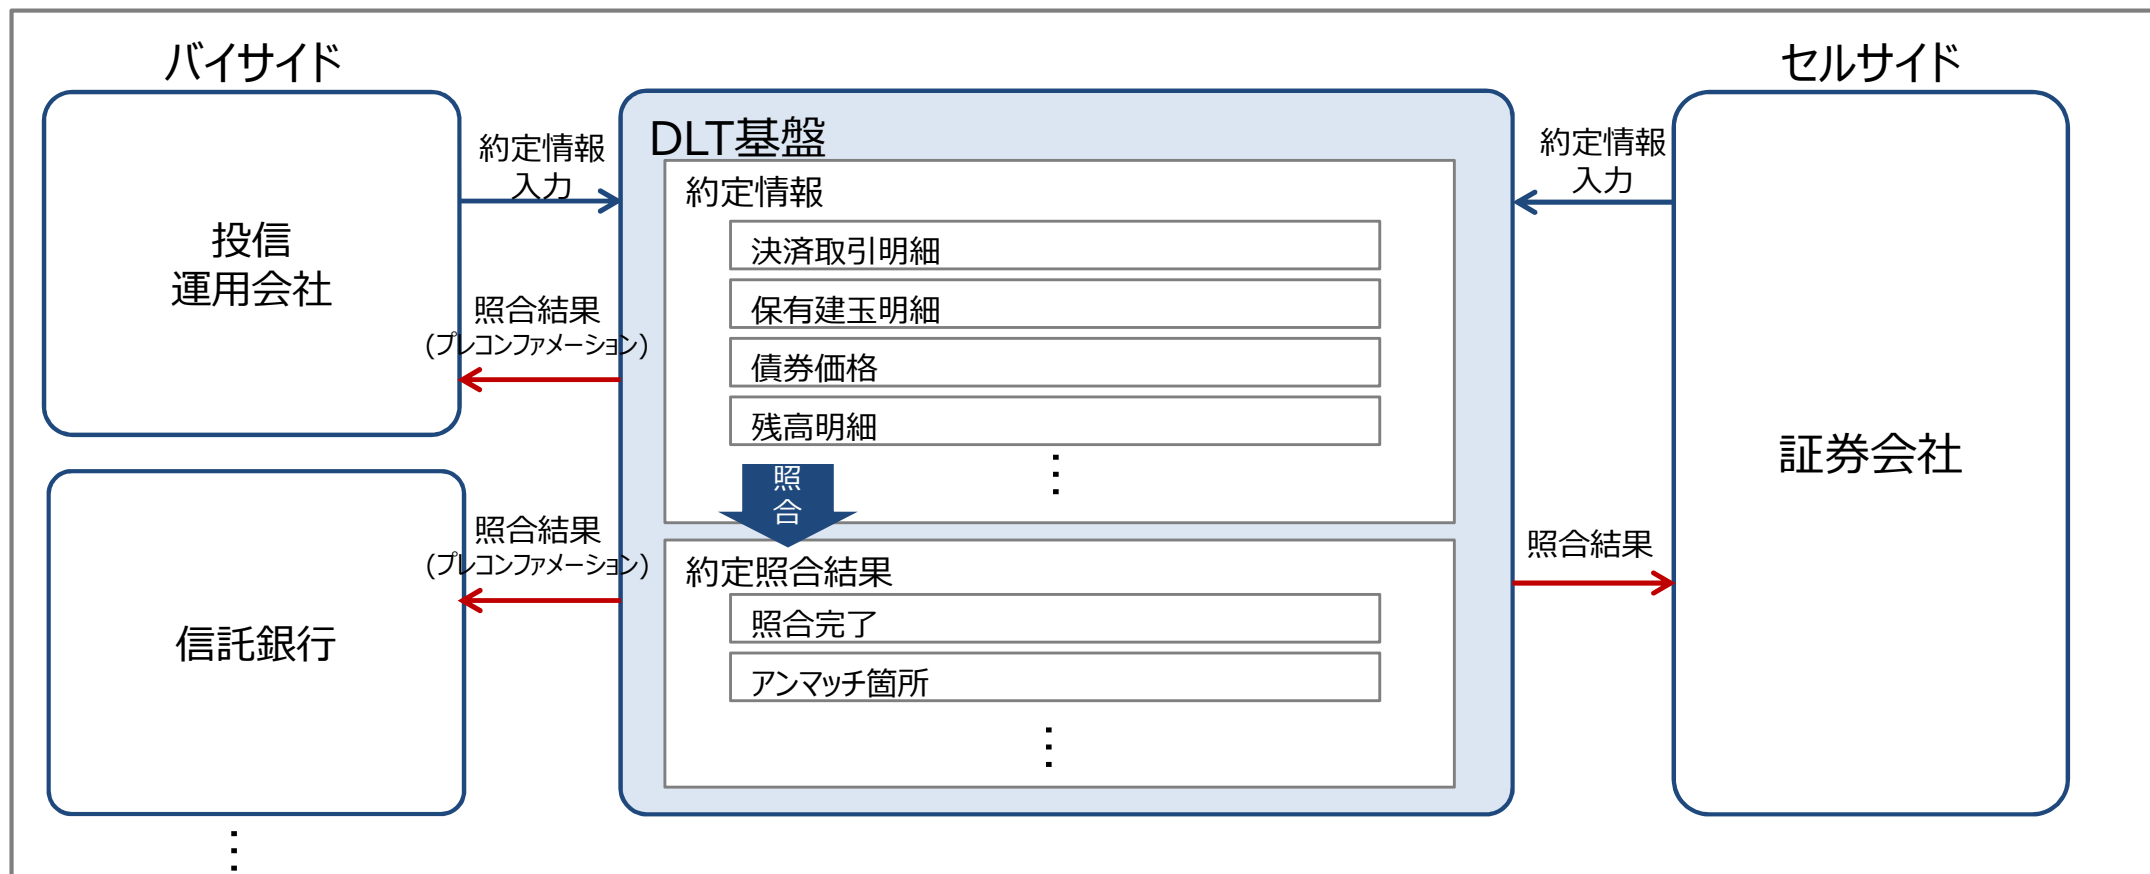 バイサイド
セルサイド
投信
運用会社
信託銀行
⋮
約定情報
入力
照合結果
(プレコンファメーション)
照合結果
(プレコンファメーション)
DLT基盤
約定情報
決済取引明細
保有建玉明細
債券価格
残高明細
⋮
照
合
約定照合結果
照合完了
アンマッチ箇所
⋮
約定情報
入力
照合結果
証券会社